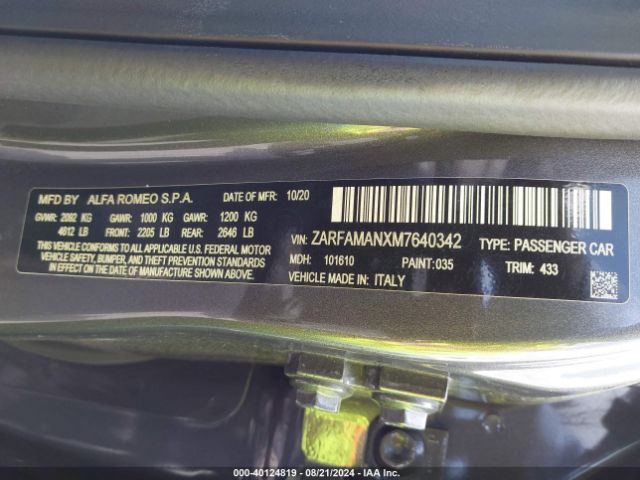 MFD BY ALFA ROMEO S.P.A. DATE OF MFR: 10/20
GVWR: 2092 KG GAWR: 1000 KG GAWR: 1200 KG
4612 LB FRONT: 2205 LB REAR: 2646 LB
THIS VEHICLE CONFORMS TO ALL APPLICABLE U.S. FEDERAL MOTOR
VEHICLE SAFETY, BUMPER, AND THEFT PREVENTION STANDARDS
IN EFFECT ON THE DATE OF MANUFACTURE SHOWN ABOVE.
VIN: ZARFAMANXM7640342 TYPE: PASSENGER CAR
MDH: 101610 PAINT: 035 TRIM: 433
VEHICLE MADE IN: ITALY
000-40124819 - 08/21/2024 - IAA Inc.